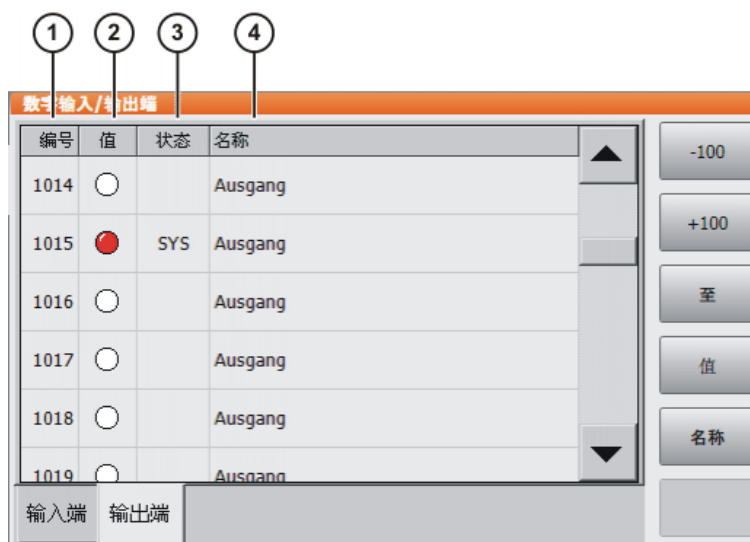 1 2 3 4
数字输入/输出端
编号 值 状态 名称
1014 Ausgang
1015 SYS Ausgang
1016 Ausgang
1017 Ausgang
1018 Ausgang
1019 Ausgang
-100
+100
至
值
名称
输入端 输出端